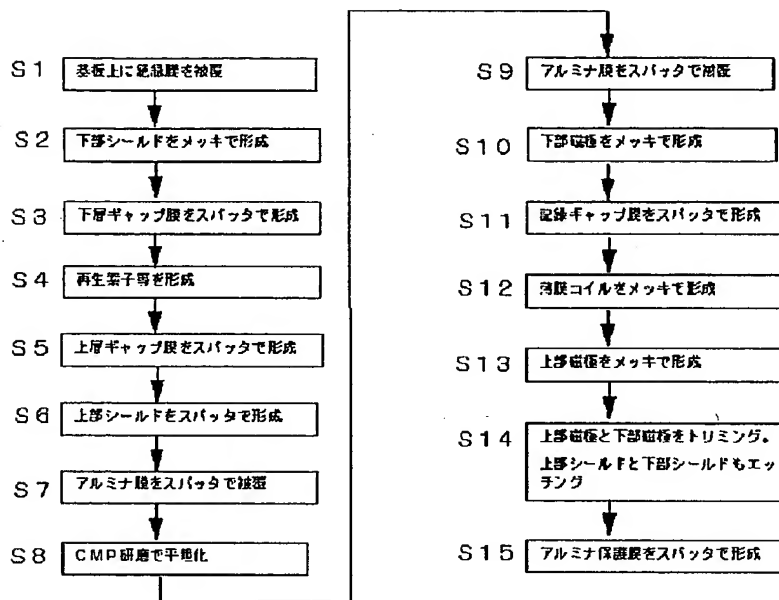 S1 基板上に絶縁膜を被覆
S2 下部シールドをメッキで形成
S3 下層ギャップ膜をスパッタで形成
S4 再生素子等を形成
S5 上層ギャップ膜をスパッタで形成
S6 上部シールドをスパッタで形成
S7 アルミナ膜をスパッタで被覆
S8 CMP研磨で平坦化
S9 アルミナ膜をスパッタで被覆
S10 下部磁極をメッキで形成
S11 記録ギャップ膜をスパッタで形成
S12 薄膜コイルをメッキで形成
S13 上部磁極をメッキで形成
S14 上部磁極と下部磁極をトリミング。
上部シールドと下部シールドもエッ
チング
S15 アルミナ保護膜をスパッタで形成